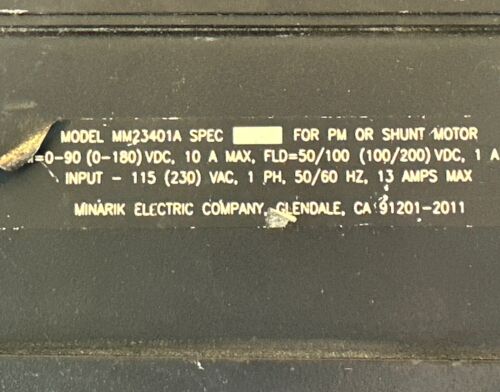 MODEL MM23401A SPEC FOR PM OR SHUNT MOTOR
=0-90 (0-180) VDC, 10 A MAX, FLD=50/100 (100/200) VDC, 1 A
INPUT - 115 (230) VAC, 1 PH, 50/60 HZ, 13 AMPS MAX
MINARIK ELECTRIC COMPANY, GLENDALE, CA 91201-2011